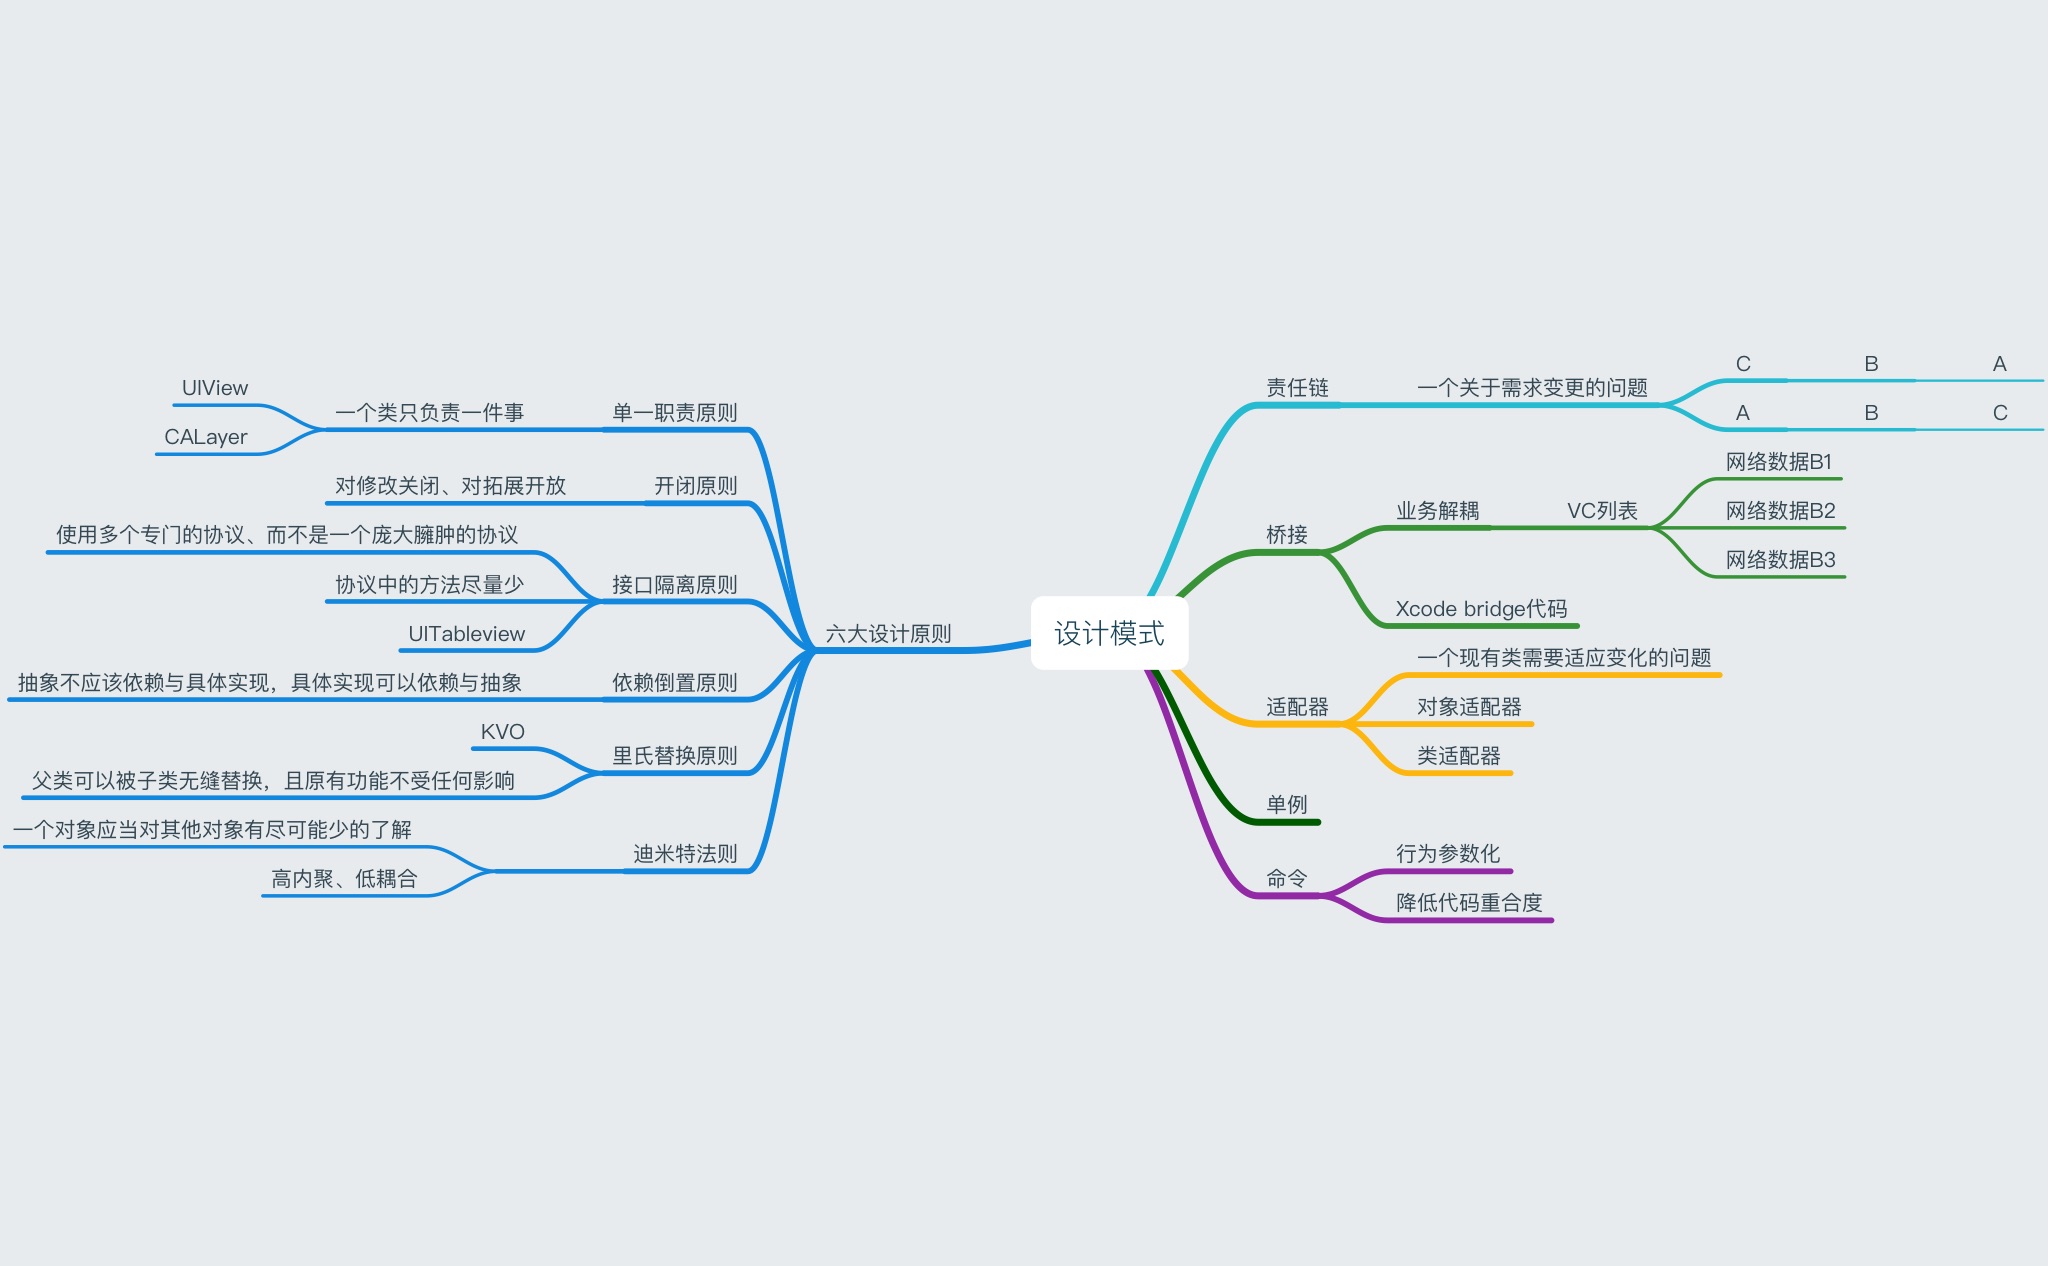 设计模式
六大设计原则
单一职责原则
一个类只负责一件事
UIView
CALayer
开闭原则
对修改关闭、对拓展开放
接口隔离原则
使用多个专门的协议、而不是一个庞大臃肿的协议
协议中的方法尽量少
UITableview
依赖倒置原则
抽象不应该依赖与具体实现，具体实现可以依赖与抽象
里氏替换原则
KVO
父类可以被子类无缝替换，且原有功能不受任何影响
迪米特法则
一个对象应当对其他对象有尽可能少的了解
高内聚、低耦合
责任链
一个关于需求变更的问题
C
B
A
A
B
C
桥接
业务解耦
VC列表
网络数据B1
网络数据B2
网络数据B3
Xcode bridge代码
适配器
一个现有类需要适应变化的问题
对象适配器
类适配器
单例
命令
行为参数化
降低代码重合度